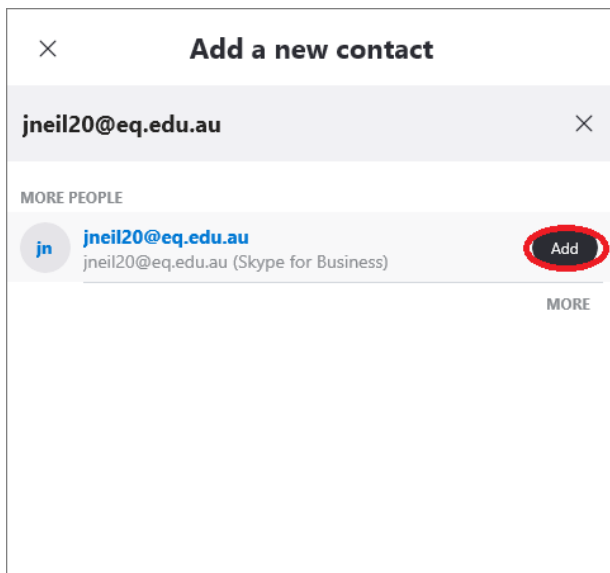 Add a new contact
jneil20@eq.edu.au
MORE PEOPLE
jn
jneil20@eq.edu.au
jneil20@eq.edu.au (Skype for Business)
Add
MORE